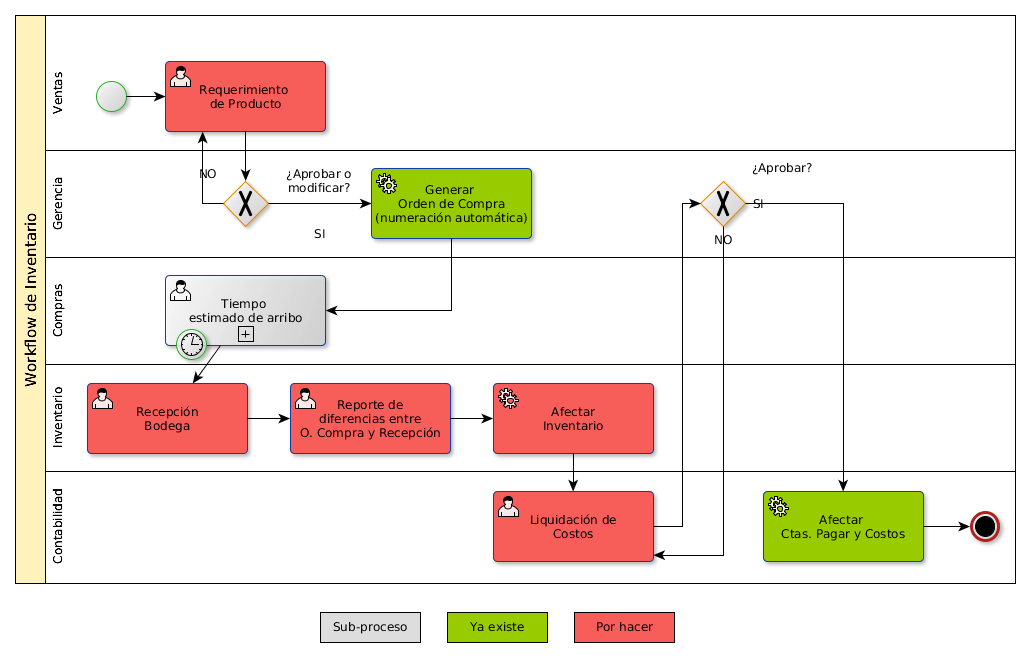 Workflow de Inventario
Ventas
Requerimiento
de Producto
Gerencia
NO
¿Aprobar o
modificar?
SI
Generar
Orden de Compra
(numeración automática)
¿Aprobar?
SI
NO
Compras
Tiempo
estimado de arribo
Inventario
Recepción
Bodega
Reporte de
diferencias entre
O. Compra y Recepción
Afectar
Inventario
Contabilidad
Liquidación de
Costos
Afectar
Ctas. Pagar y Costos
Sub-proceso
Ya existe
Por hacer